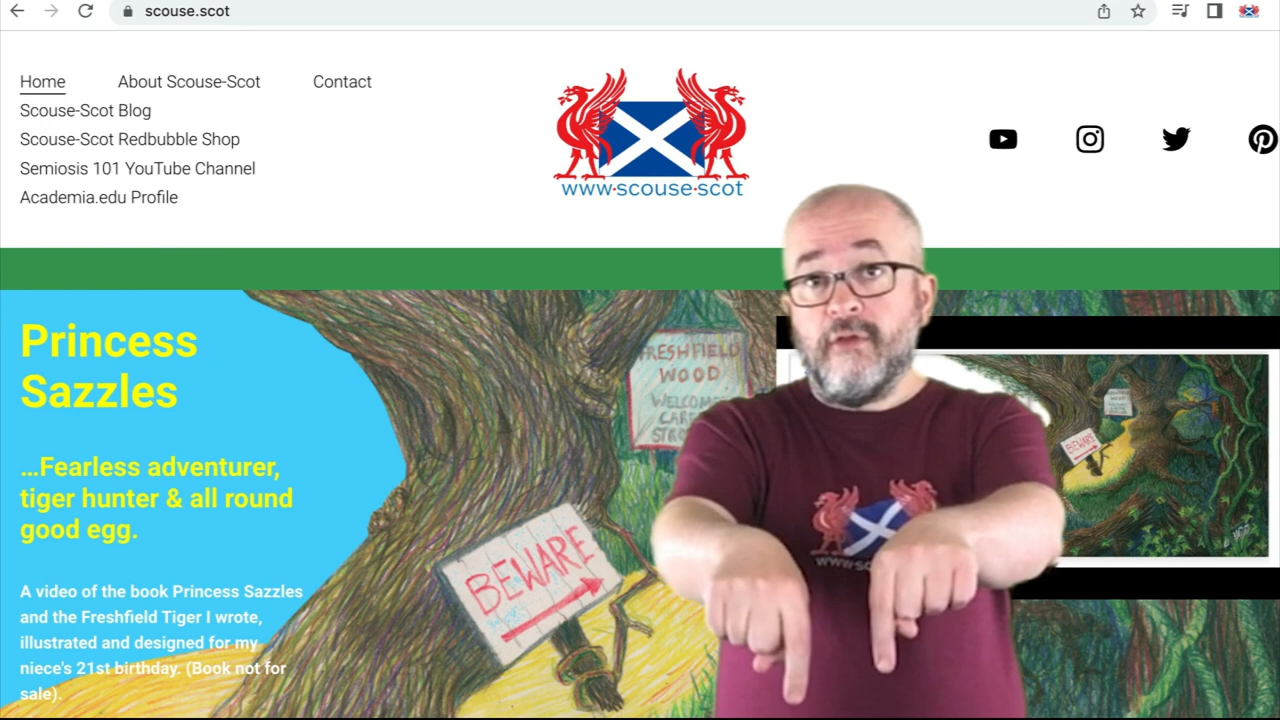 scouse.scot
Home
About Scouse-Scot
Contact
Scouse-Scot Blog
Scouse-Scot Redbubble Shop
Semiosis 101 YouTube Channel
Academia.edu Profile
www·scouse·scot
Princess
Sazzles
...Fearless adventurer,
tiger hunter & all round
good egg.
A video of the book Princess Sazzles
and the Freshfield Tiger I wrote,
illustrated and designed for my
niece's 21st birthday. (Book not for
sale).
FRESHFIELD
WOOD
BEWARE
BEWARE